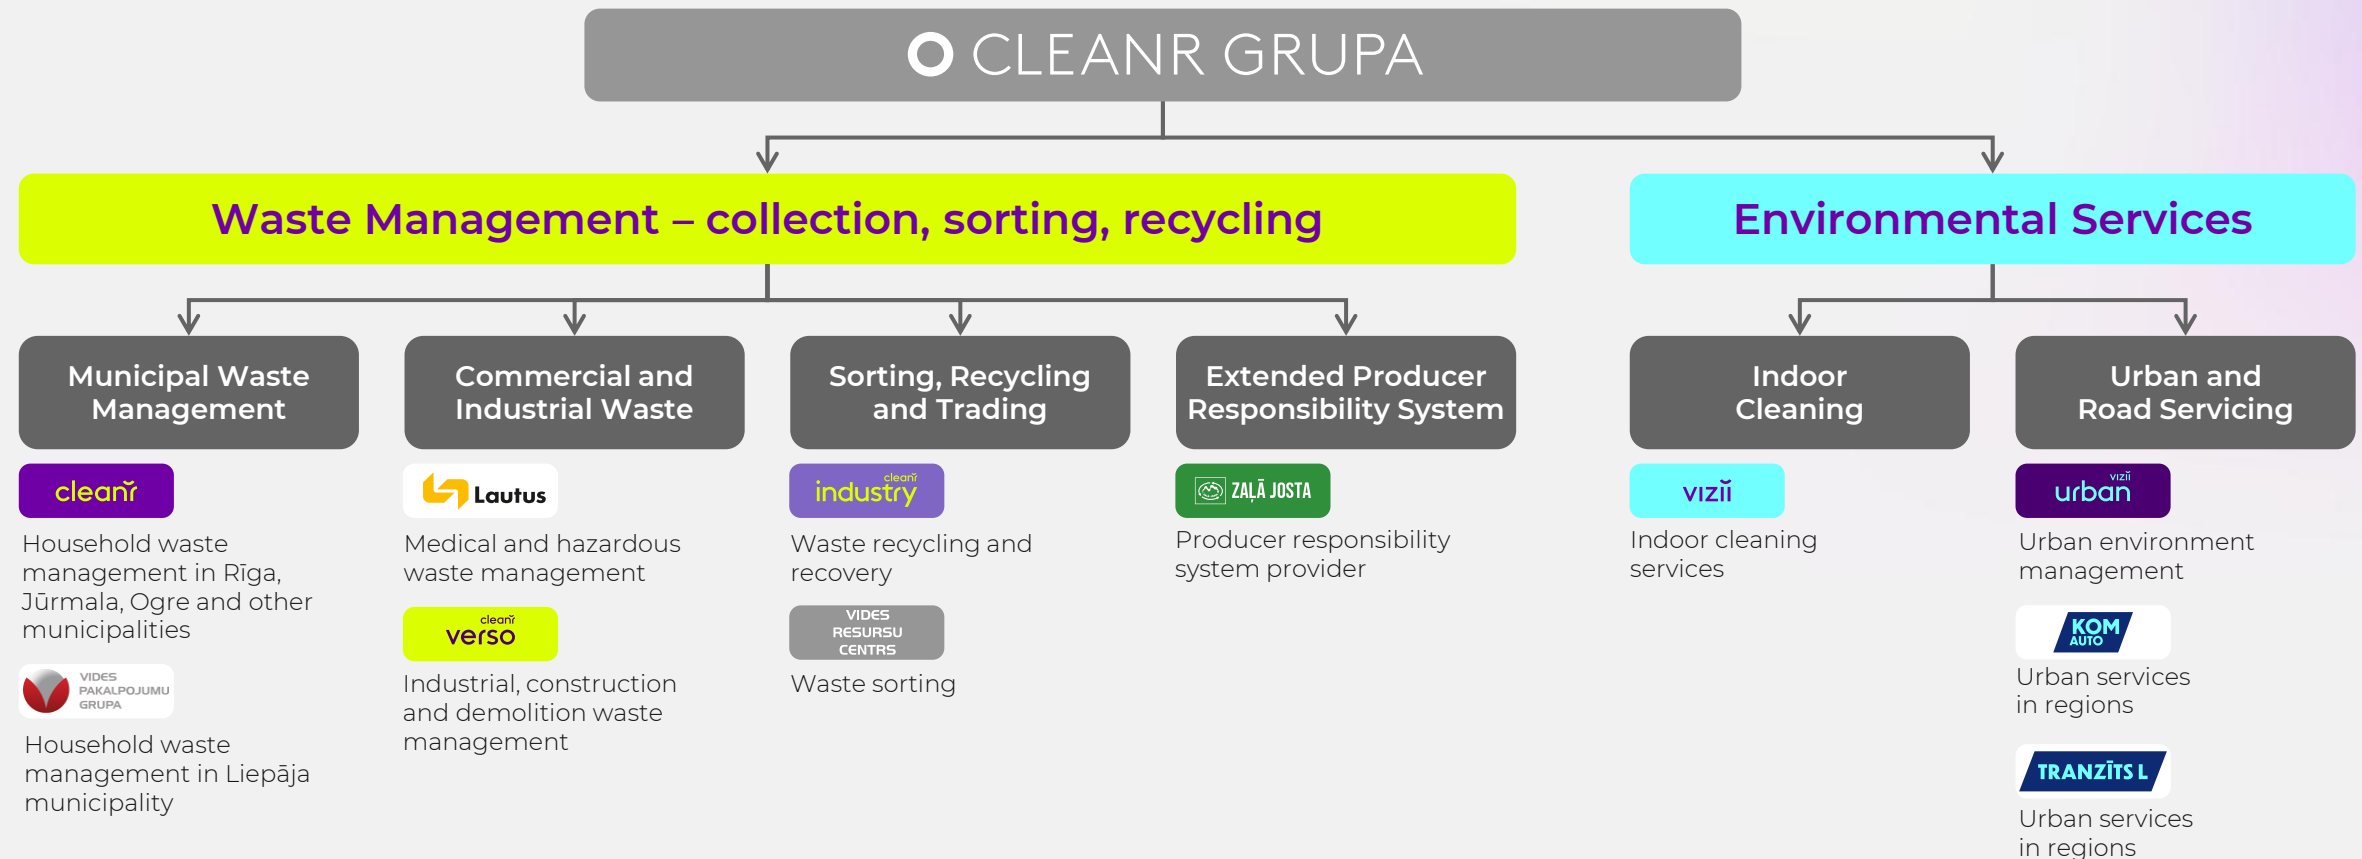 CLEANR GRUPA
Waste Management – collection, sorting, recycling
Environmental Services
Municipal Waste
Management
Commercial and
Industrial Waste
Sorting, Recycling
and Trading
Extended Producer
Responsibility System
Indoor
Cleaning
Urban and
Road Servicing
cleanr
Household waste
management in Rīga,
Jūrmala, Ogre and other
municipalities
VIDES
PAKALPOJUMU
GRUPA
Household waste
management in Liepāja
municipality
Lautus
Medical and hazardous
waste management
cleanr
verso
Industrial, construction
and demolition waste
management
cleanr
industry
Waste recycling and
recovery
VIDES
RESURSU
CENTRS
Waste sorting
ZAĻĀ JOSTA
Producer responsibility
system provider
vizii
Indoor cleaning
services
vizii
urban
Urban environment
management
KOM
AUTO
Urban services
in regions
TRANZĪTS L
Urban services
in regions